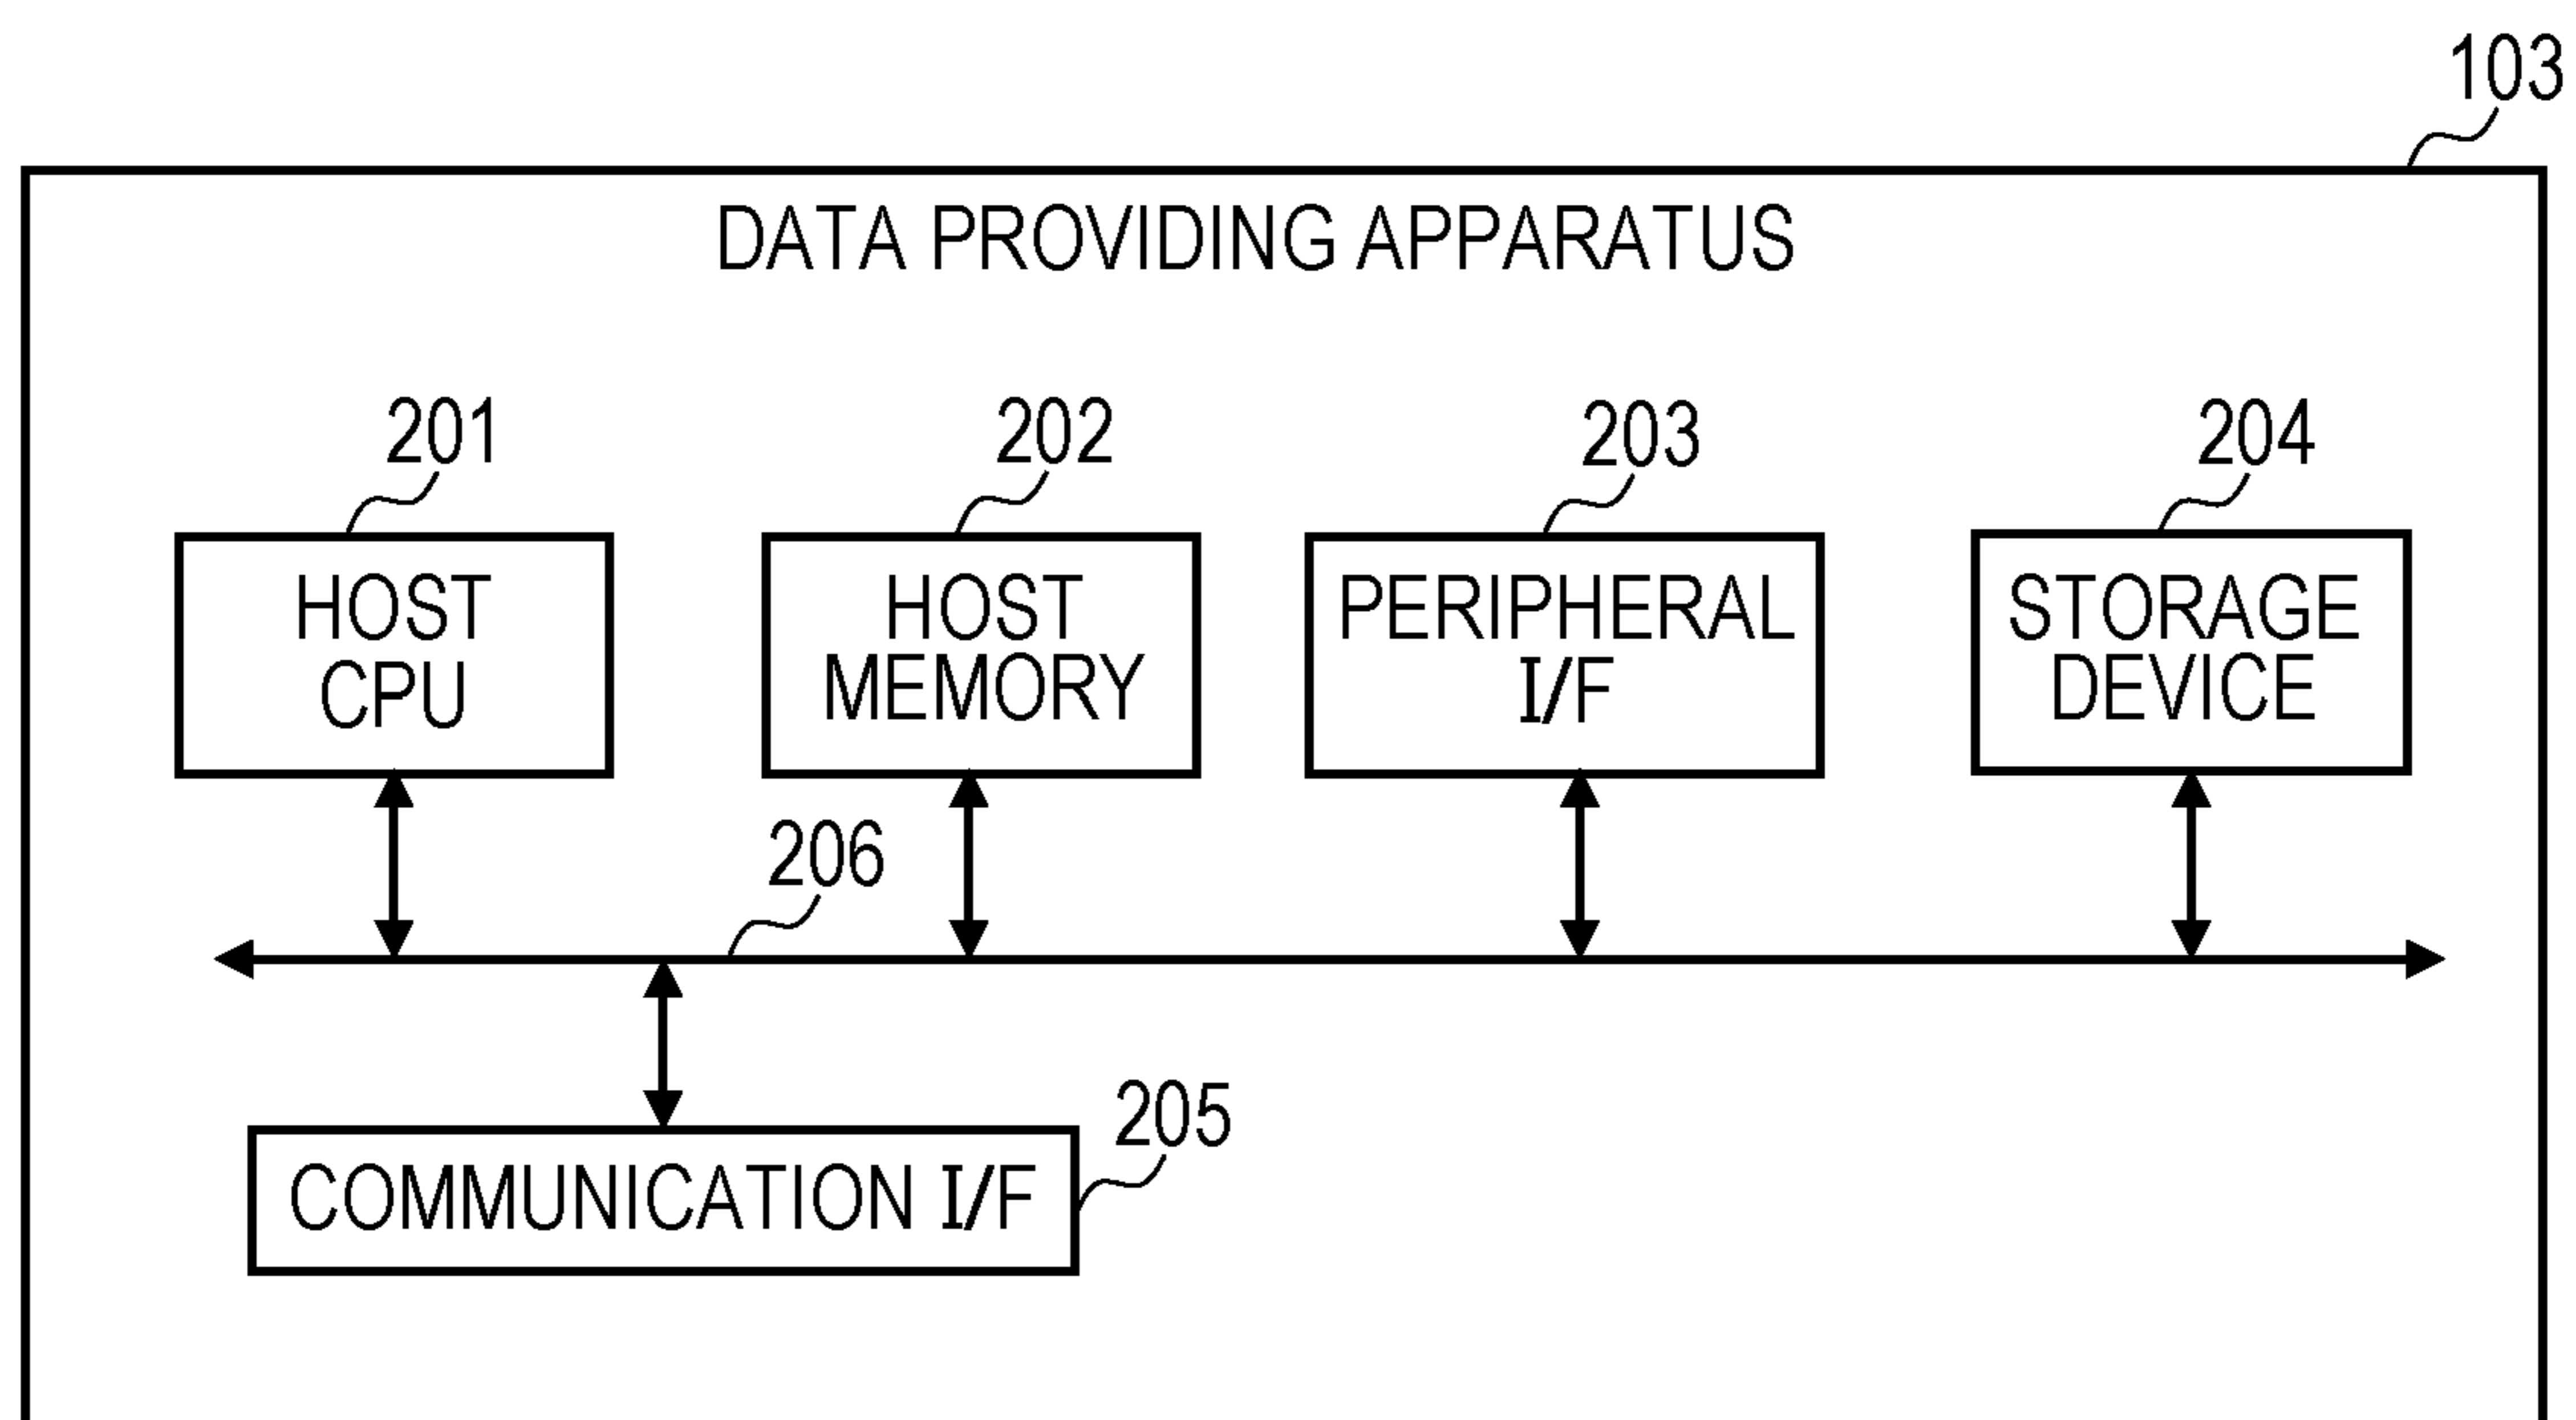 103
DATA PROVIDING APPARATUS
201
202
203
204
HOST
CPU
HOST
MEMORY
PERIPHERAL
I/F
STORAGE
DEVICE
206
205
COMMUNICATION I/F